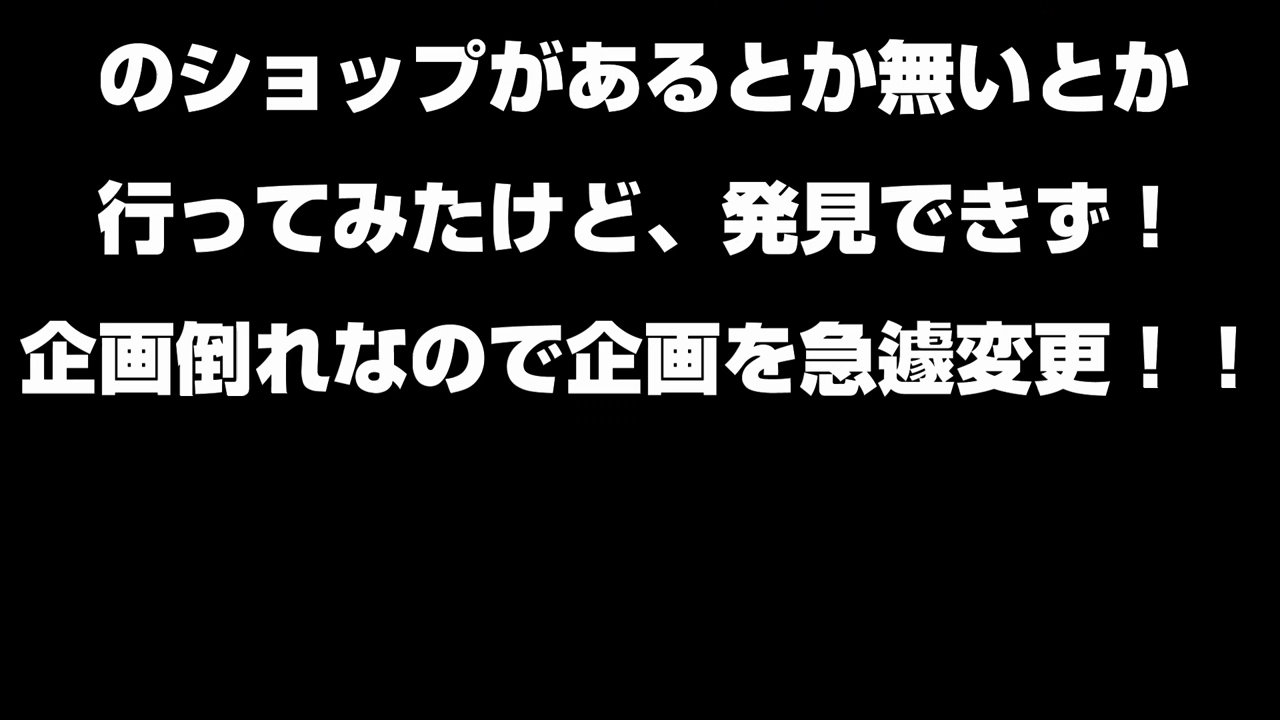 のショップがあるとか無いとか
行ってみたけど、発見できず！
企画倒れなので企画を急遽変更！！